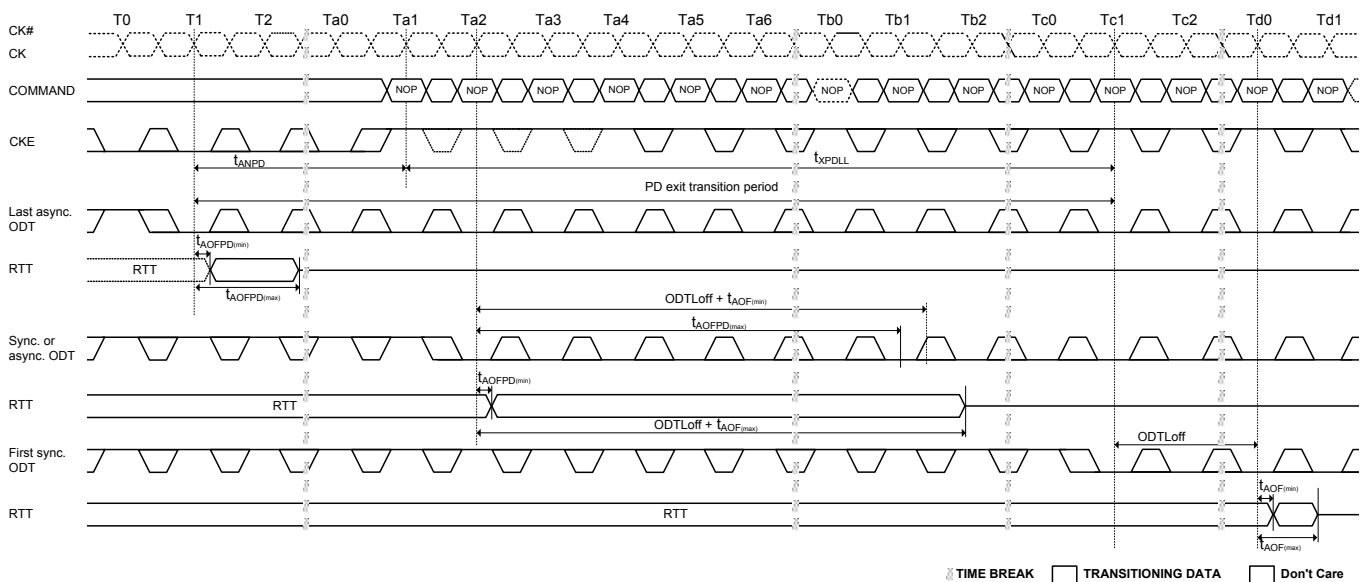 T0 T1 T2 Ta0 Ta1 Ta2 Ta3 Ta4 Ta5 Ta6 Tb0 Tb1 Tb2 Tc0 Tc1 Tc2 Td0 Td1
CK#
CK
COMMAND NOP NOP NOP NOP NOP NOP NOP NOP NOP NOP NOP NOP NOP NOP
CKE
tANPD tXPDLL
PD exit transition period
Last async.
ODT
tAOFPD(min)
RTT RTT
tAOFPD(max)
ODTLoff + tAOF(min)
tAOFPD(max)
Sync. or
async. ODT
tAOFPD(min)
RTT RTT
ODTLoff + tAOF(max)
First sync.
ODT
ODTLoff
tAOF(min)
RTT RTT
tAOF(max)
TIME BREAK TRANSITIONING DATA Don't Care